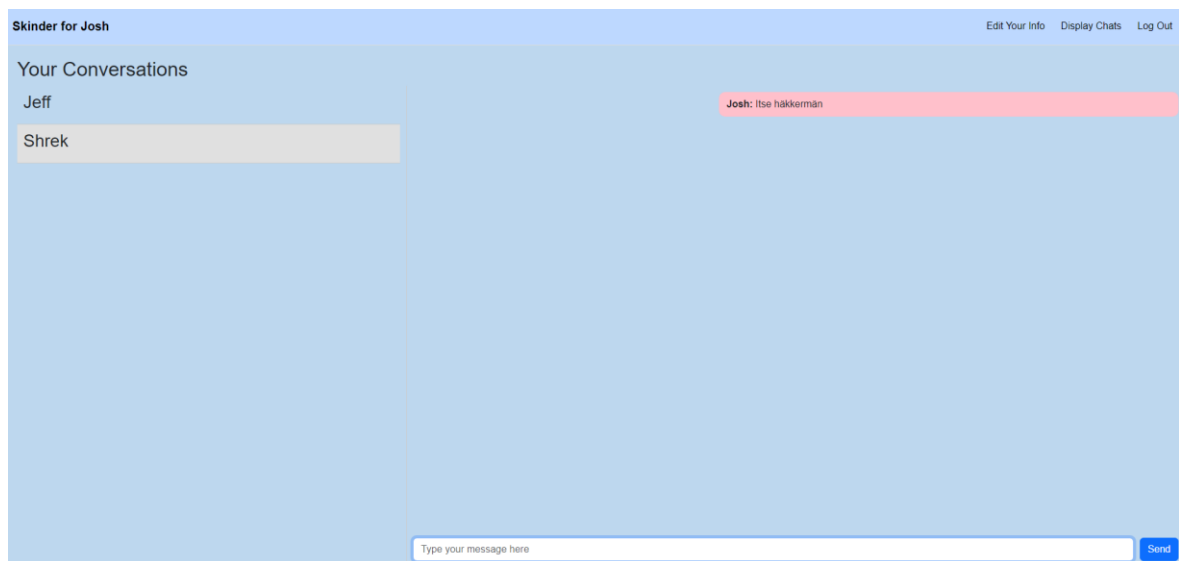 Skinder for Josh
Edit Your Info Display Chats Log Out
Your Conversations
Jeff
Josh: Itse häkkermän
Shrek
Type your message here
Send